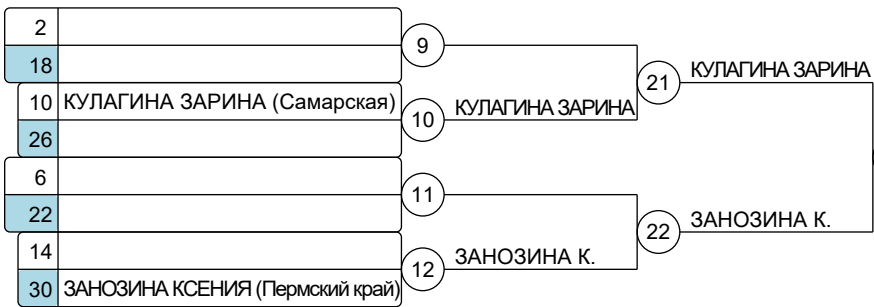 2
9
18
21 КУЛАГИНА ЗАРИНА
10 КУЛАГИНА ЗАРИНА (Самарская)
10 КУЛАГИНА ЗАРИНА
26
6
11
22
22 ЗАНОЗИНА К.
14
12 ЗАНОЗИНА К.
30 ЗАНОЗИНА КСЕНИЯ (Пермский край)